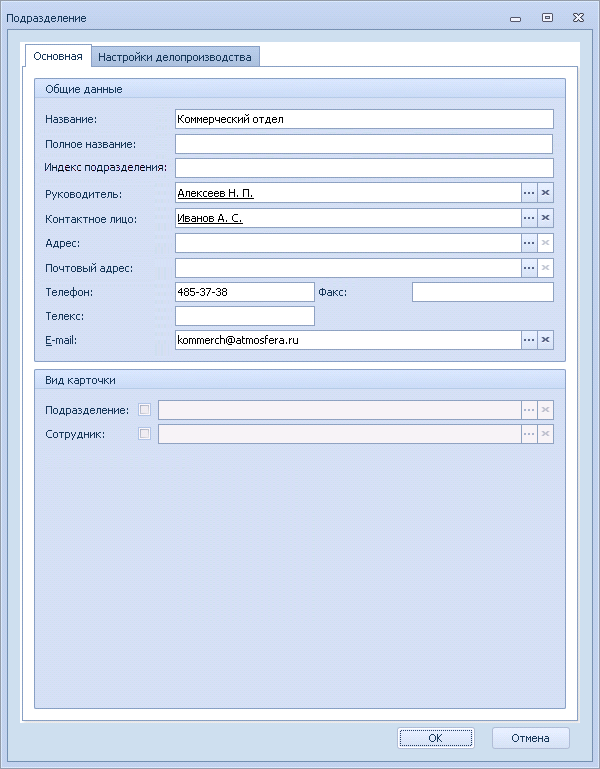 Подразделение
Основная Настройки делопроизводства
Общие данные
Название: Коммерческий отдел
Полное название:
Индекс подразделения:
Руководитель: Алексеев Н. П.
Контактное лицо: Иванов А. С.
Адрес:
Почтовый адрес:
Телефон: 485-37-38 Факс:
Телекс:
E-mail: kommerch@atmosfera.ru
Вид карточки
Подразделение:
Сотрудник:
ОК Отмена